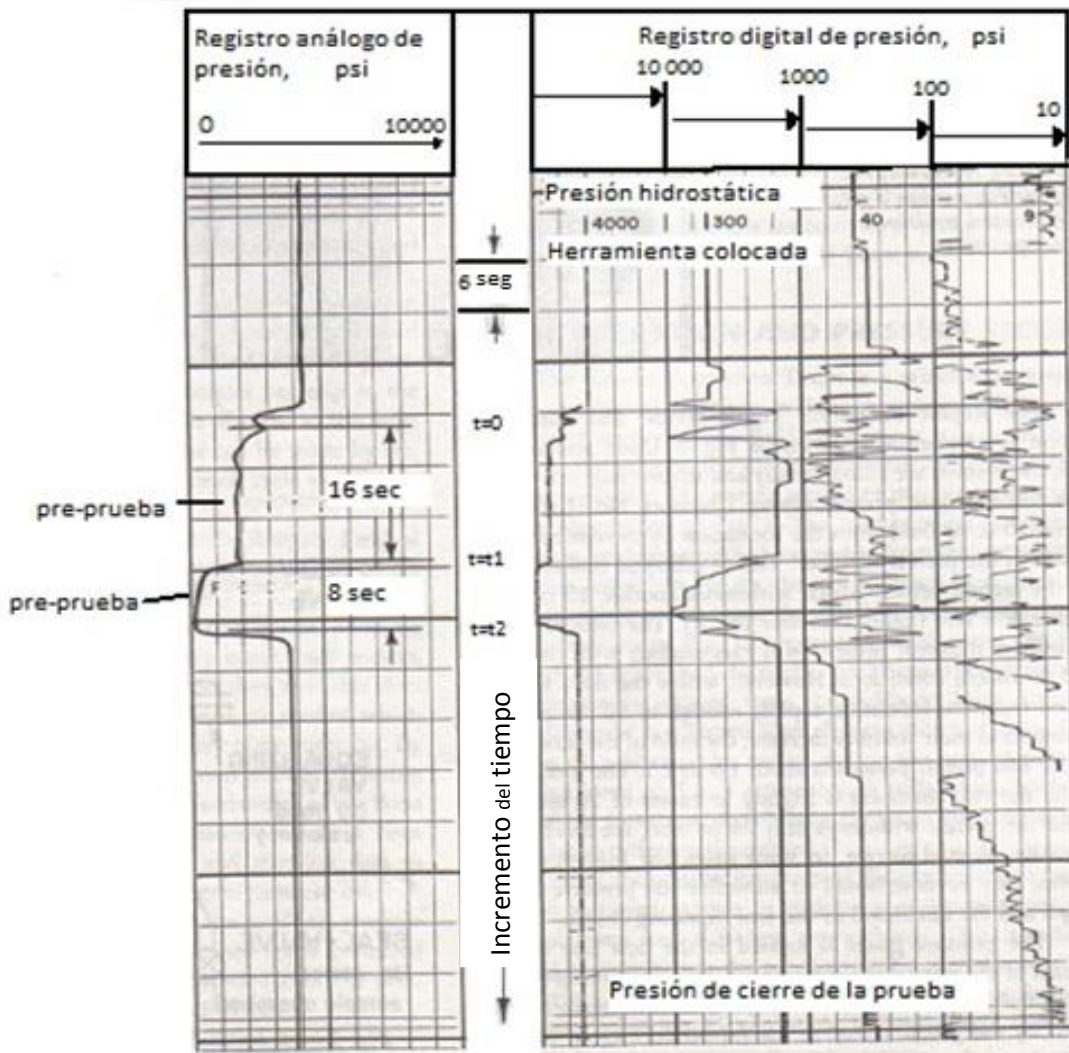 Registro análogo de
presión, psi
0 10000
Registro digital de presión, psi
10 000 1000 100 10
Presión hidrostática
4000 300 40 9
Herramienta colocada
6 seg
t=0
16 sec
pre-prueba
t=t1
8 sec
pre-prueba
t=t2
Incremento del tiempo
Presión de cierre de la prueba